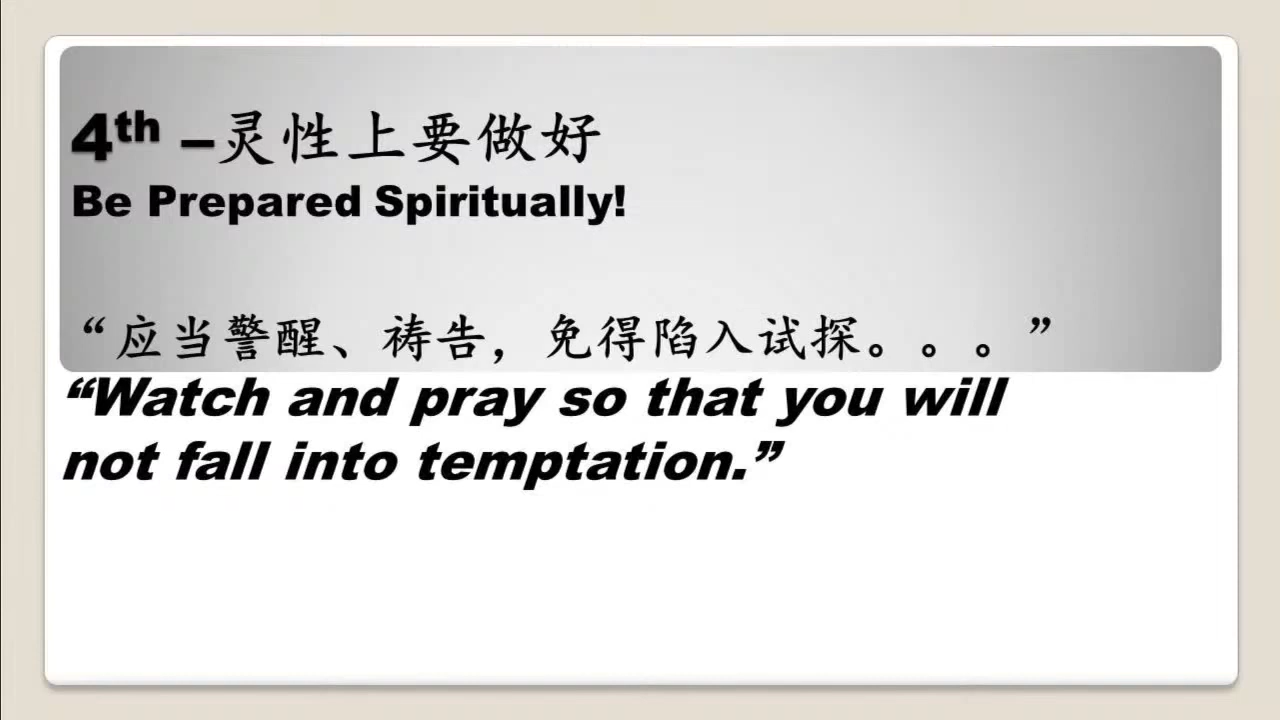 4th –灵性上要做好
Be Prepared Spiritually!
“应当警醒、祷告，免得陷入试探。。。”
“Watch and pray so that you will
not fall into temptation.”